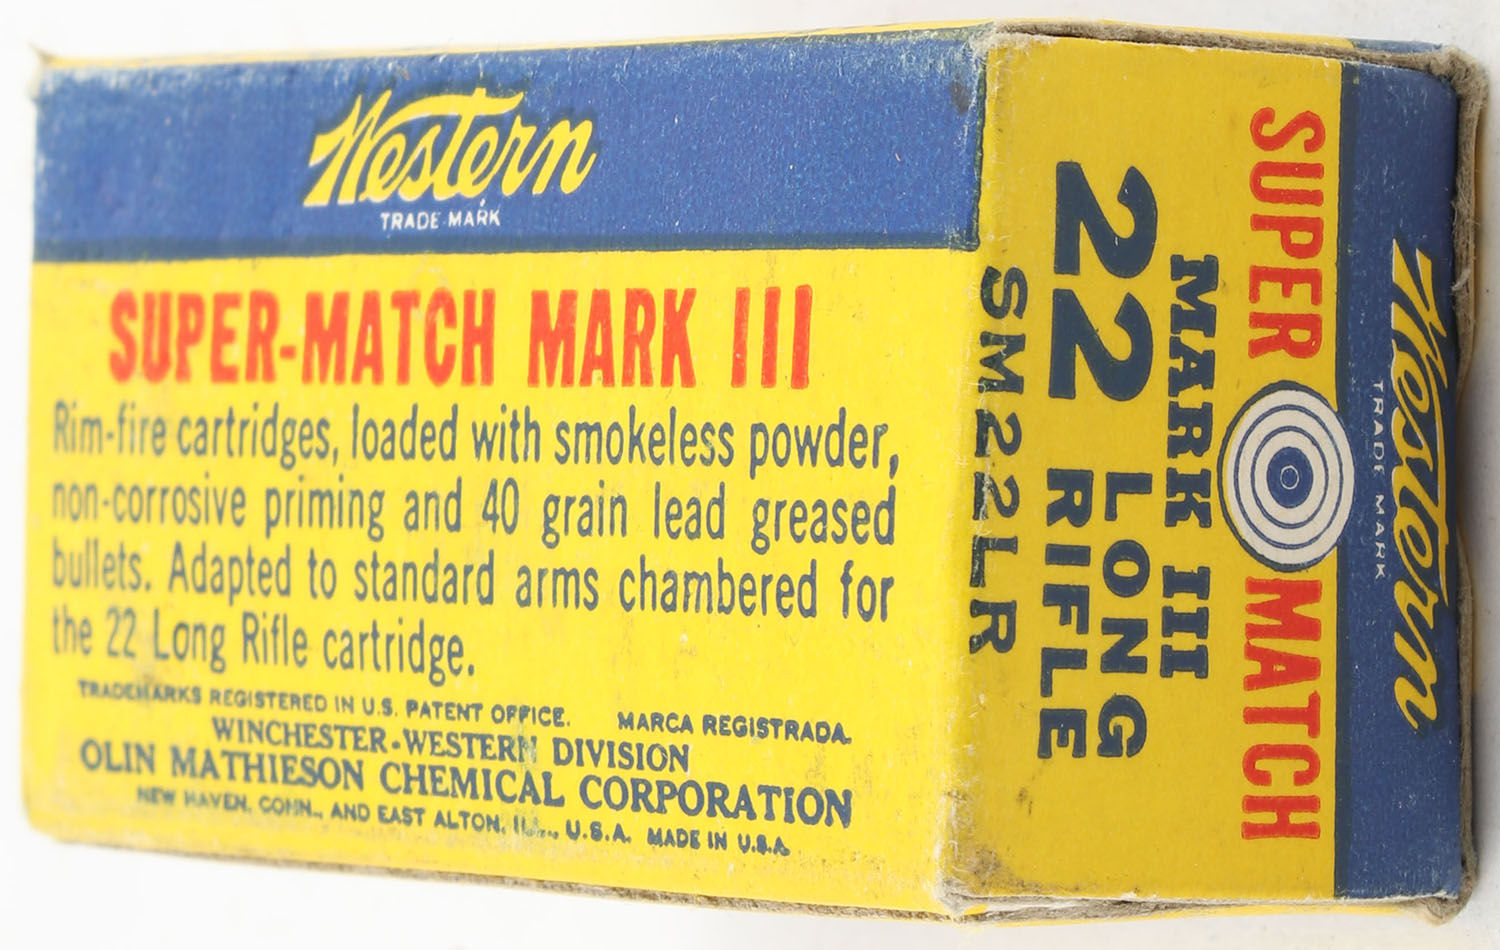 Western
TRADE MARK
SUPER-MATCH MARK III
Rim-fire cartridges, loaded with smokeless powder,
non-corrosive priming and 40 grain lead greased
bullets. Adapted to standard arms chambered for
the 22 Long Rifle cartridge.
TRADEMARKS REGISTERED IN U.S. PATENT OFFICE. MARCA REGISTRADA.
WINCHESTER-WESTERN DIVISION
OLIN MATHIESON CHEMICAL CORPORATION
NEW HAVEN, CONN., AND EAST ALTON, ILL., U.S.A. MADE IN U.S.A.
Western
TRADE MARK
SUPER MATCH
MARK III
22 LONG
RIFLE
SM22LR